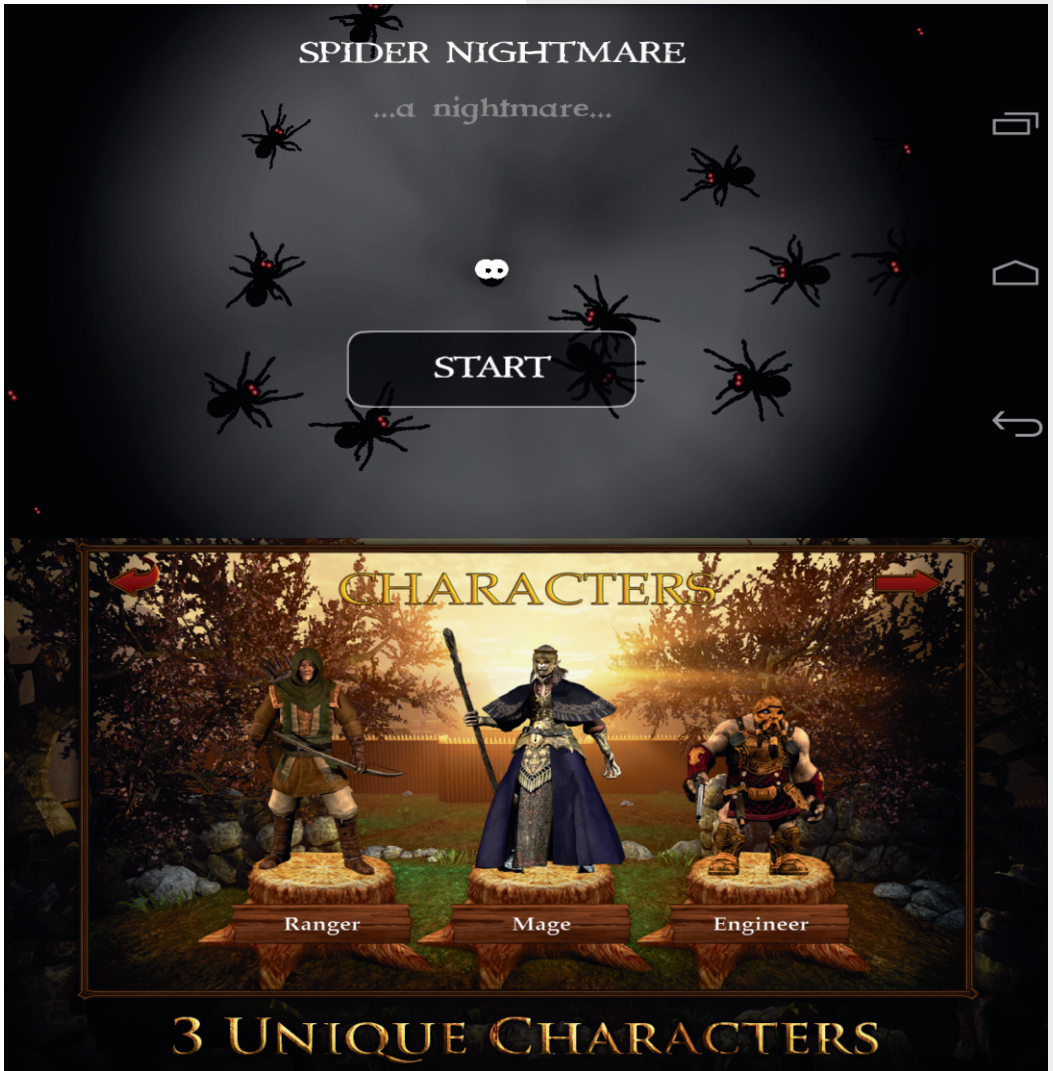 SPIDER NIGHTMARE
...a nightmare...
START
CHARACTERS
Ranger
Mage
Engineer
3 UNIQUE CHARACTERS